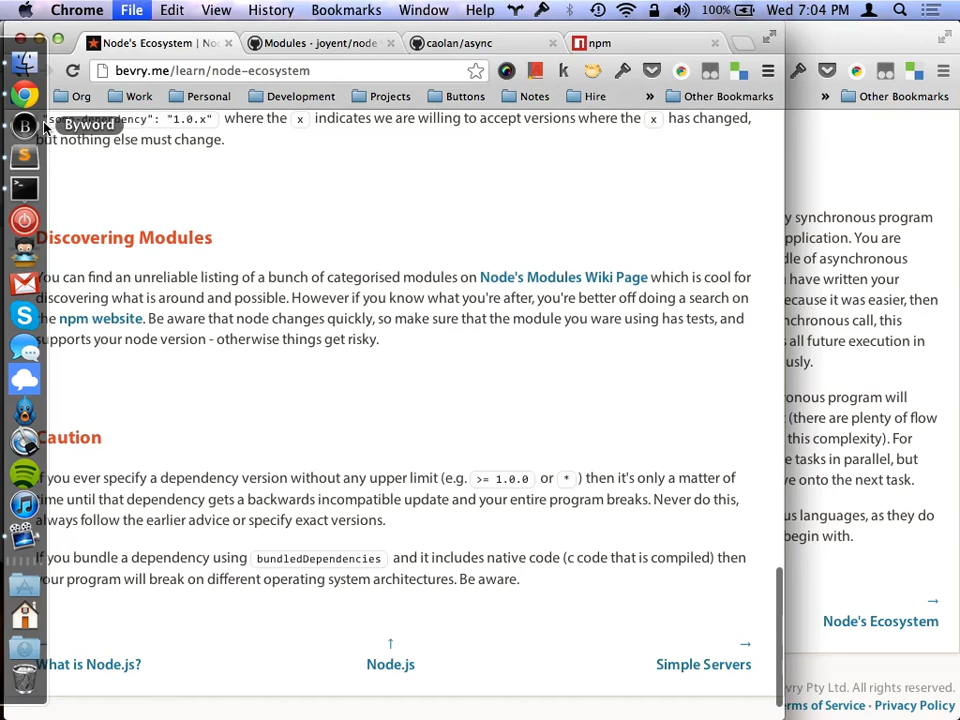 Chrome File Edit View History Bookmarks Window Help 100% Wed 7:04 PM
Node's Ecosystem | No Modules - joyent/node caolan/async npm
bevry.me/learn/node-ecosystem
Org Work Personal Development Projects Buttons Notes Hire » Other Bookmarks » Other Bookmarks
Byword
"1.0.x" where the x indicates we are willing to accept versions where the x has changed,
but nothing else must change.
Discovering Modules
You can find an unreliable listing of a bunch of categorised modules on Node's Modules Wiki Page which is cool for
discovering what is around and possible. However if you know what you're after, you're better off doing a search on
the npm website. Be aware that node changes quickly, so make sure that the module you ware using has tests, and
supports your node version - otherwise things get risky.
Caution
If you ever specify a dependency version without any upper limit (e.g. >= 1.0.0 or * ) then it's only a matter of
time until that dependency gets a backwards incompatible update and your entire program breaks. Never do this,
always follow the earlier advice or specify exact versions.
If you bundle a dependency using bundledDependencies and it includes native code (c code that is compiled) then
your program will break on different operating system architectures. Be aware.
← ↑ →
What is Node.js? Node.js Simple Servers
y synchronous program
pplication. You are
dle of asynchronous
have written your
ecause it was easier, then
nchronous call, this
s all future execution in
usly.
ronous program will
(there are plenty of flow
this complexity). For
e tasks in parallel, but
ve onto the next task.
us languages, as they do
begin with.
→
Node's Ecosystem
vry Pty Ltd. All rights reserved.
erms of Service · Privacy Policy